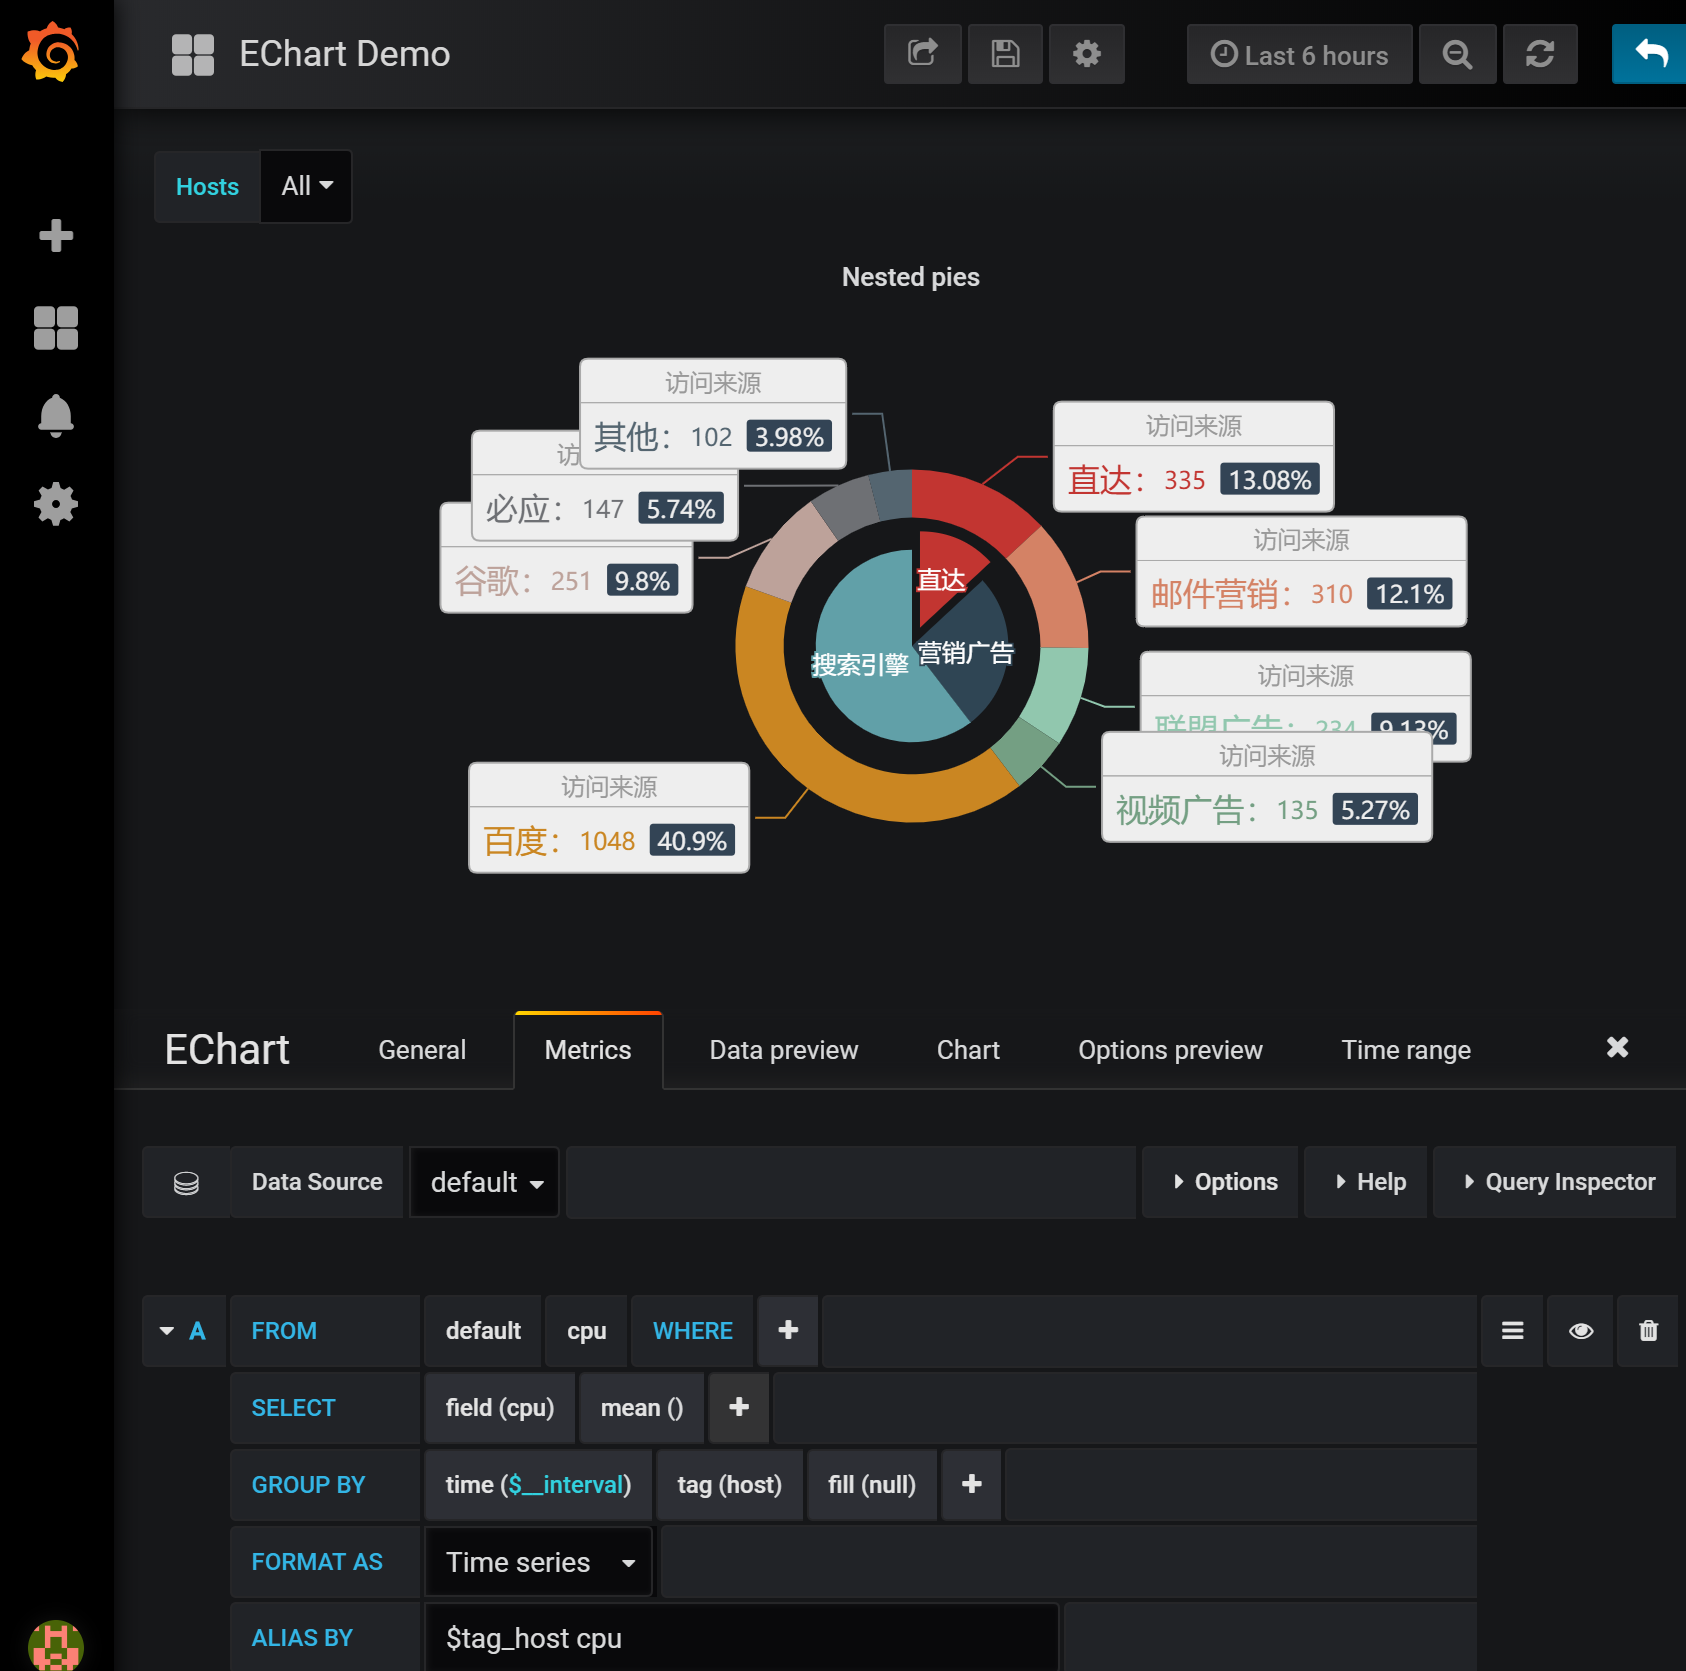 EChart Demo
Last 6 hours
Hosts All
Nested pies
访问来源
其他： 102 3.98%
访
必应： 147 5.74%
谷歌： 251 9.8%
访问来源
直达： 335 13.08%
访问来源
邮件营销： 310 12.1%
访问来源
联盟广告： 234 9.13%
访问来源
视频广告： 135 5.27%
访问来源
百度： 1048 40.9%
直达
营销广告
搜索引擎
EChart General Metrics Data preview Chart Options preview Time range
Data Source default Options Help Query Inspector
A FROM default cpu WHERE
SELECT field (cpu) mean ()
GROUP BY time ($__interval) tag (host) fill (null)
FORMAT AS Time series
ALIAS BY $tag_host cpu